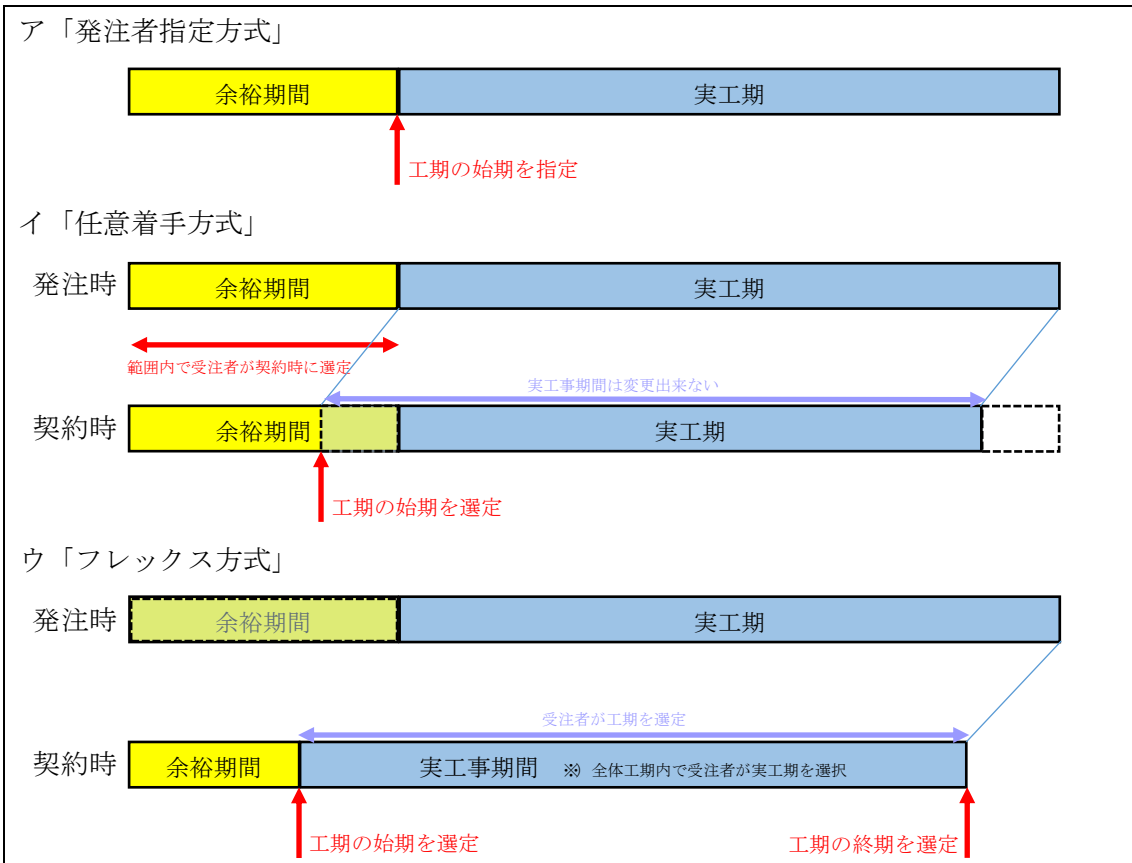 ア「発注者指定方式」
余裕期間 実工期
工期の始期を指定
イ「任意着手方式」
発注時 余裕期間 実工期
範囲内で受注者が契約時に選定
実工事期間は変更出来ない
契約時 余裕期間 実工期
工期の始期を選定
ウ「フレックス方式」
発注時 余裕期間 実工期
受注者が工期を選定
契約時 余裕期間 実工事期間 ※ 全体工期内で受注者が実工期を選択
工期の始期を選定 工期の終期を選定